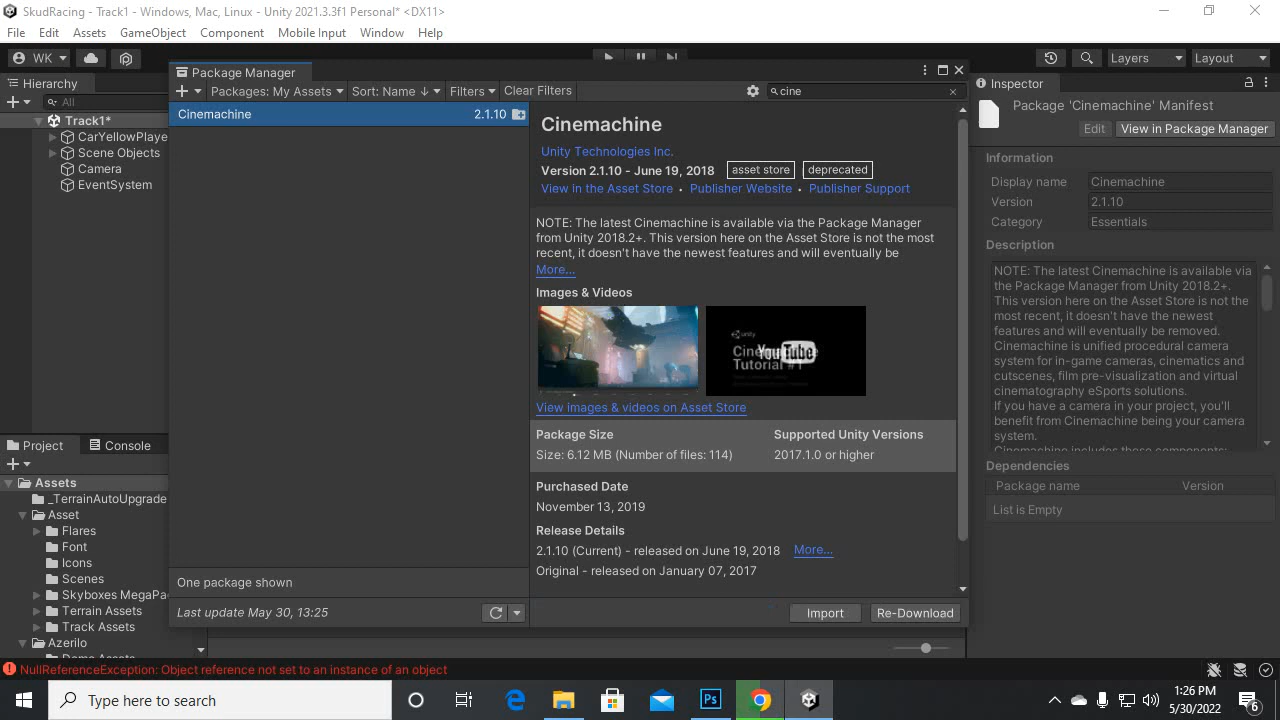 SkudRacing - Track1 - Windows, Mac, Linux - Unity 2021.3.3f1 Personal* <DX11>
File Edit Assets GameObject Component Mobile Input Window Help
WK
Layers
Layout
Hierarchy
All
Track1*
CarYellowPlaye
Scene Objects
Camera
EventSystem
Project
Console
Assets
_TerrainAutoUpgrade
Asset
Flares
Font
Icons
Scenes
Skyboxes MegaPa
Terrain Assets
Track Assets
Azerilo
Package Manager
Packages: My Assets
Sort: Name ↓
Filters
Clear Filters
cine
Cinemachine 2.1.10
One package shown
Last update May 30, 13:25
Cinemachine
Unity Technologies Inc.
Version 2.1.10 - June 19, 2018 asset store deprecated
View in the Asset Store • Publisher Website • Publisher Support
NOTE: The latest Cinemachine is available via the Package Manager
from Unity 2018.2+. This version here on the Asset Store is not the most
recent, it doesn't have the newest features and will eventually be
More...
Images & Videos
unity
YouTube
Tutorial #1
View images & videos on Asset Store
Package Size
Size: 6.12 MB (Number of files: 114)
Supported Unity Versions
2017.1.0 or higher
Purchased Date
November 13, 2019
Release Details
2.1.10 (Current) - released on June 19, 2018 More...
Original - released on January 07, 2017
Import
Re-Download
Inspector
Package 'Cinemachine' Manifest
Edit
View in Package Manager
Information
Display name Cinemachine
Version 2.1.10
Category Essentials
Description
NOTE: The latest Cinemachine is available via
the Package Manager from Unity 2018.2+.
This version here on the Asset Store is not the
most recent, it doesn't have the newest
features and will eventually be removed.
Cinemachine is unified procedural camera
system for in-game cameras, cinematics and
cutscenes, film pre-visualization and virtual
cinematography eSports solutions.
If you have a camera in your project, you'll
benefit from Cinemachine being your camera
system.
Cinemachine includes these components:
Dependencies
Package name Version
List is Empty
NullReferenceException: Object reference not set to an instance of an object
Type here to search
Ps
1:26 PM
5/30/2022
6